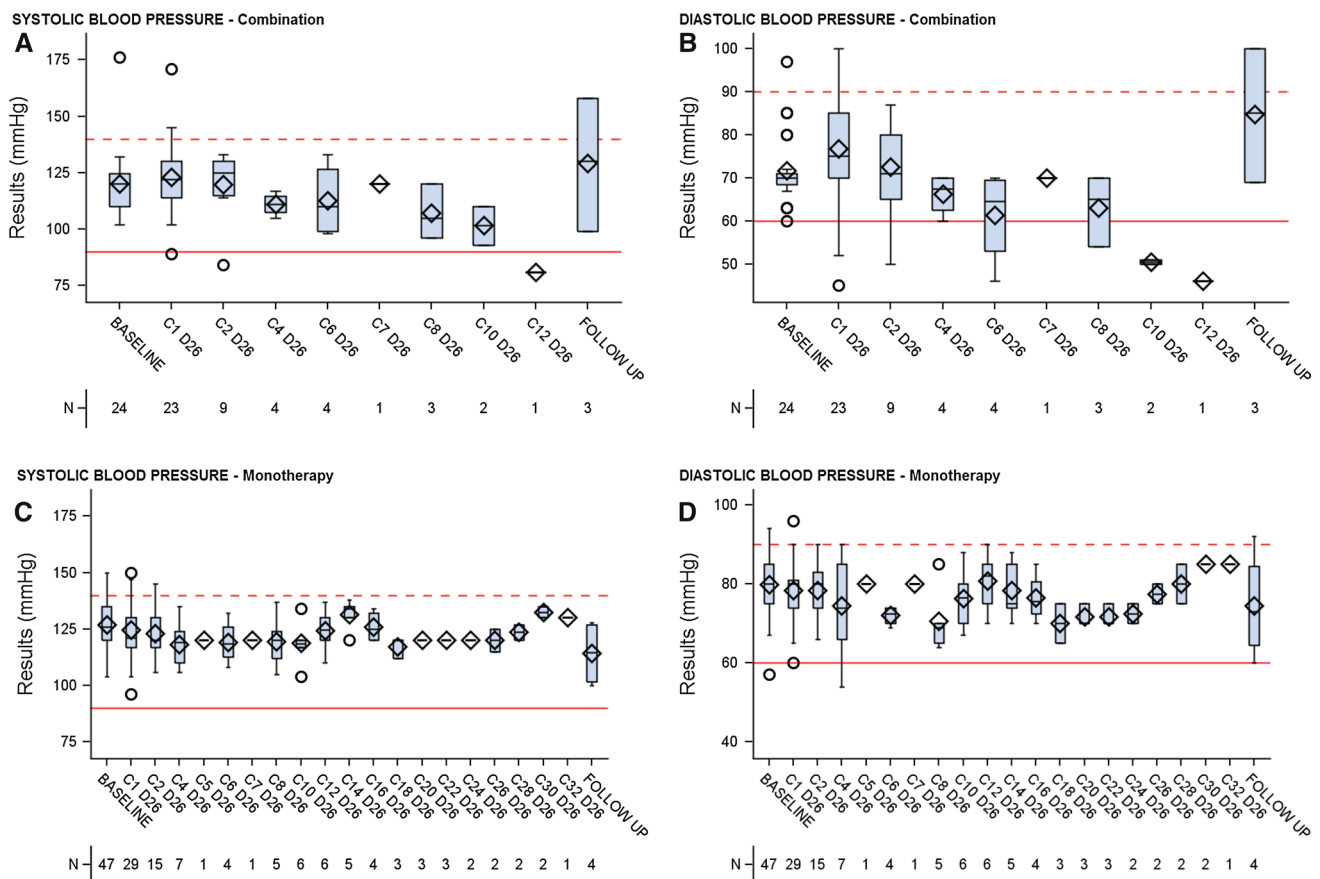 SYSTOLIC BLOOD PRESSURE - Combination
A
Results (mmHg)
175
150
125
100
75
BASELINE
C1 D26
C2 D26
C4 D26
C6 D26
C7 D26
C8 D26
C10 D26
C12 D26
FOLLOW UP
N 24 23 9 4 4 1 3 2 1 3
DIASTOLIC BLOOD PRESSURE - Combination
B
Results (mmHg)
100
90
80
70
60
50
BASELINE
C1 D26
C2 D26
C4 D26
C6 D26
C7 D26
C8 D26
C10 D26
C12 D26
FOLLOW UP
N 24 23 9 4 4 1 3 2 1 3
SYSTOLIC BLOOD PRESSURE - Monotherapy
C
Results (mmHg)
175
150
125
100
75
BASELINE
C1 D26
C2 D26
C4 D26
C5 D26
C6 D26
C7 D26
C8 D26
C10 D26
C12 D26
C14 D26
C16 D26
C18 D26
C20 D26
C22 D26
C24 D26
C26 D26
C28 D26
C30 D26
C32 D26
FOLLOW UP
N 47 29 15 7 1 4 1 5 6 6 5 4 3 3 3 2 2 2 2 1 4
DIASTOLIC BLOOD PRESSURE - Monotherapy
D
Results (mmHg)
100
80
60
40
BASELINE
C1 D26
C2 D26
C4 D26
C5 D26
C6 D26
C7 D26
C8 D26
C10 D26
C12 D26
C14 D26
C16 D26
C18 D26
C20 D26
C22 D26
C24 D26
C26 D26
C28 D26
C30 D26
C32 D26
FOLLOW UP
N 47 29 15 7 1 4 1 5 6 6 5 4 3 3 3 2 2 2 2 1 4